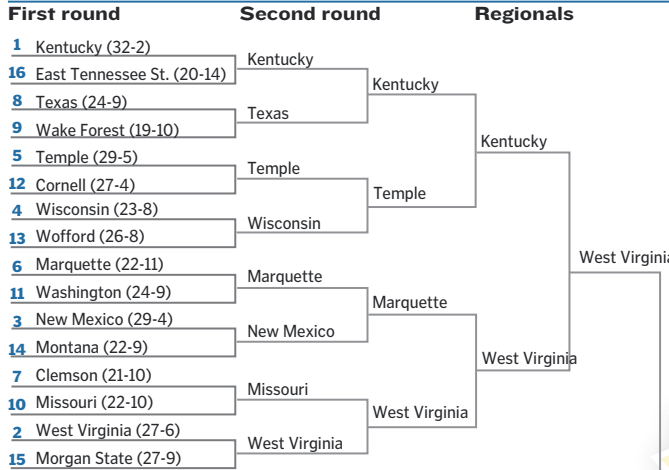 First round Second round Regionals
1 Kentucky (32-2)
16 East Tennessee St. (20-14)
8 Texas (24-9)
9 Wake Forest (19-10)
5 Temple (29-5)
12 Cornell (27-4)
4 Wisconsin (23-8)
13 Wofford (26-8)
6 Marquette (22-11)
11 Washington (24-9)
3 New Mexico (29-4)
14 Montana (22-9)
7 Clemson (21-10)
10 Missouri (22-10)
2 West Virginia (27-6)
15 Morgan State (27-9)
Kentucky
Texas
Temple
Wisconsin
Marquette
New Mexico
Missouri
West Virginia
Kentucky
Temple
Marquette
West Virginia
Kentucky
West Virginia
West Virginia